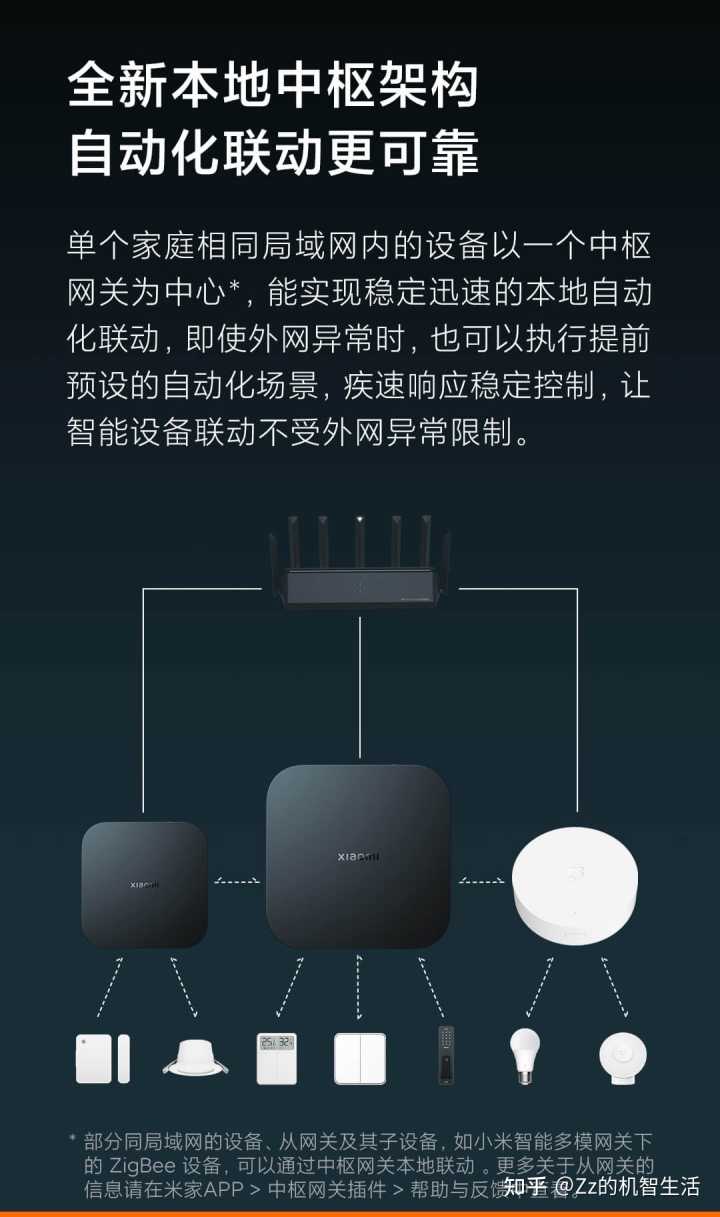 全新本地中枢架构
自动化联动更可靠
单个家庭相同局域网内的设备以一个中枢
网关为中心*，能实现稳定迅速的本地自动
化联动，即使外网异常时，也可以执行提前
预设的自动化场景，疾速响应稳定控制，让
智能设备联动不受外网异常限制。
xiaomi
xiaomi
25 32
* 部分同局域网的设备、从网关及其子设备，如小米智能多模网关下
的 ZigBee 设备，可以通过中枢网关本地联动。更多关于从网关的
信息请在米家APP > 中枢网关插件 > 帮助与反馈中查看。
知乎 @Zz的机智生活